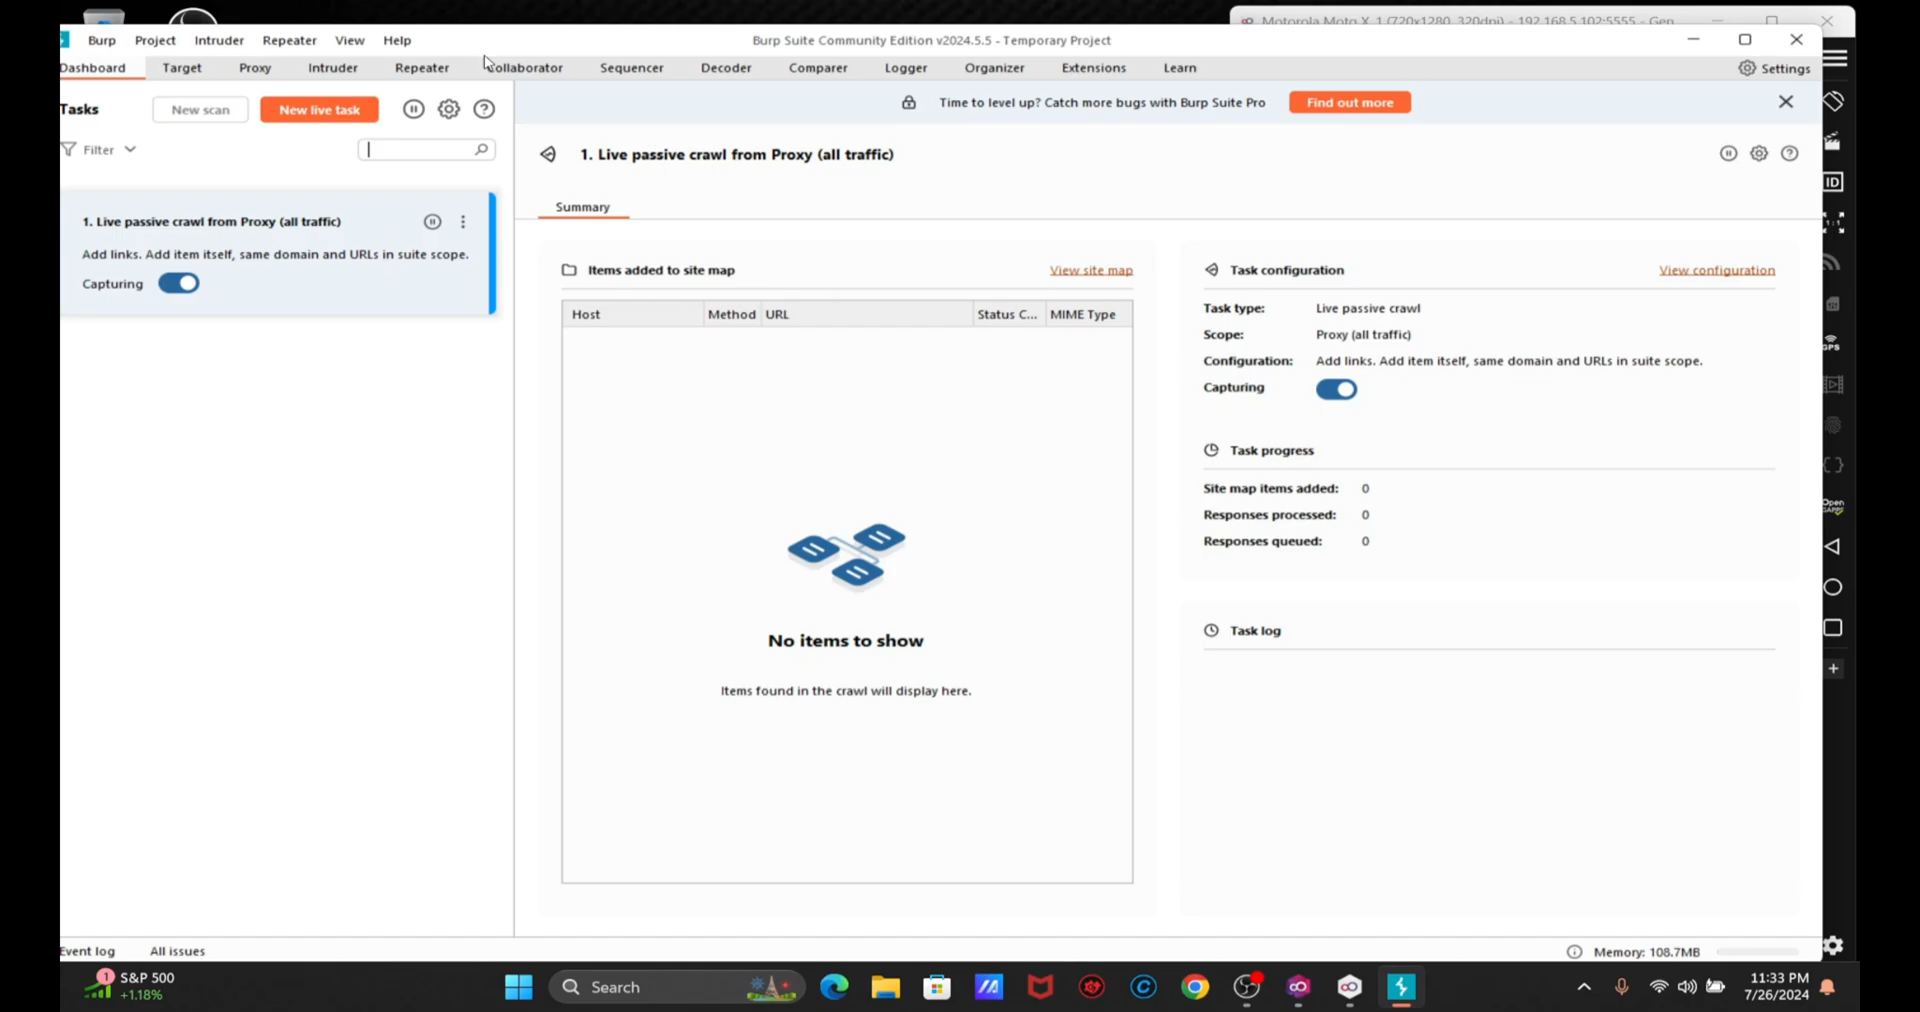 Motorola Moto X_1 (720x1280, 320dpi) - 192.168.5.102:5555 - Gen
Burp Project Intruder Repeater View Help
Burp Suite Community Edition v2024.5.5 - Temporary Project
Dashboard Target Proxy Intruder Repeater Collaborator Sequencer Decoder Comparer Logger Organizer Extensions Learn
Settings
Tasks
New scan
New live task
Time to level up? Catch more bugs with Burp Suite Pro
Find out more
Filter
1. Live passive crawl from Proxy (all traffic)
ID
Summary
1. Live passive crawl from Proxy (all traffic)
Add links. Add item itself, same domain and URLs in suite scope.
Capturing
Items added to site map
View site map
Host Method URL Status C... MIME Type
No items to show
Items found in the crawl will display here.
Task configuration
View configuration
Task type: Live passive crawl
Scope: Proxy (all traffic)
Configuration: Add links. Add item itself, same domain and URLs in suite scope.
Capturing
Task progress
Site map items added: 0
Responses processed: 0
Responses queued: 0
Task log
1:1
GPS
Open
GAPPS
Event log All issues
Memory: 108.7MB
1
S&P 500
+1.18%
Search
11:33 PM
7/26/2024